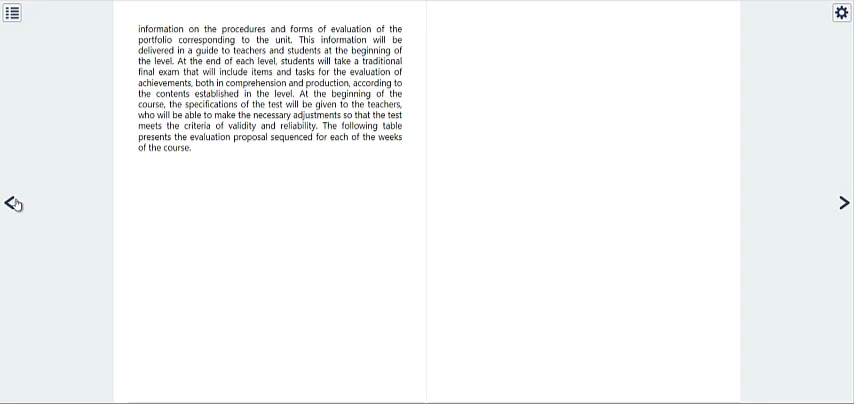 information on the procedures and forms of evaluation of the
portfolio corresponding to the unit. This information will be
delivered in a guide to teachers and students at the beginning of
the level. At the end of each level, students will take a traditional
final exam that will include items and tasks for the evaluation of
achievements, both in comprehension and production, according to
the contents established in the level. At the beginning of the
course, the specifications of the test will be given to the teachers,
who will be able to make the necessary adjustments so that the test
meets the criteria of validity and reliability. The following table
presents the evaluation proposal sequenced for each of the weeks
of the course.